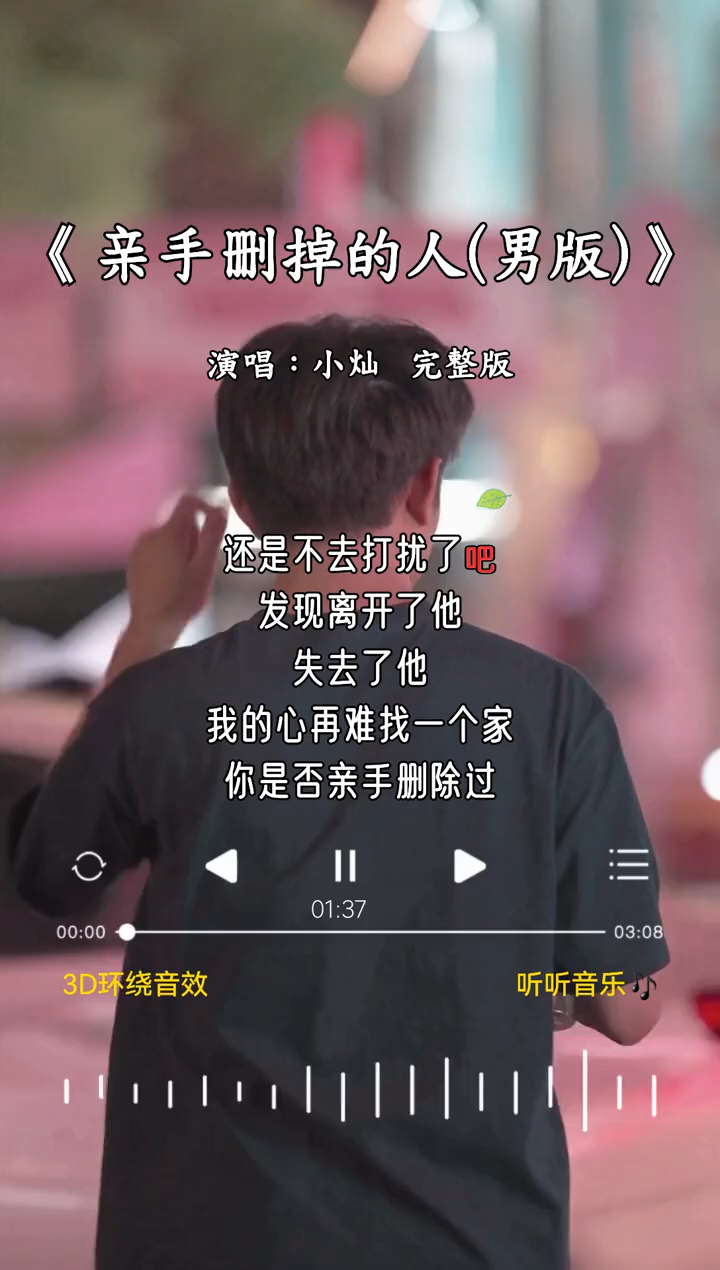 《亲手删掉的人(男版)》
演唱：小灿 完整版
还是不去打扰了吧
发现离开了他
失去了他
我的心再难找一个家
你是否亲手删除过
01:37
00:00 03:08
3D环绕音效 听听音乐🎶